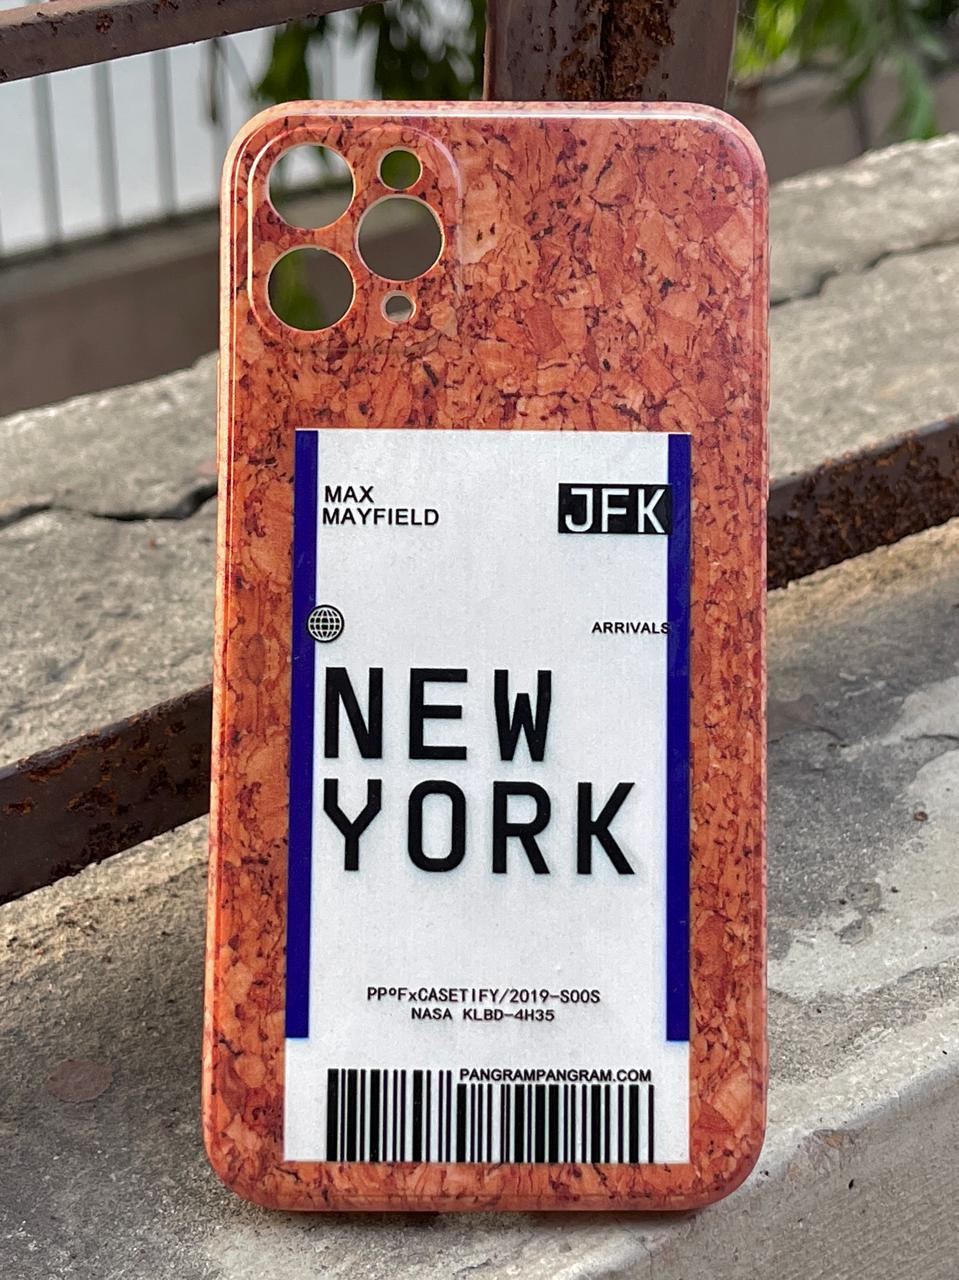 MAX
MAYFIELD
JFK
ARRIVALS
NEW
YORK
PPºFxCASETIFY/2019-S00S
NASA KLBD-4H35
PANGRAMPANGRAM.COM